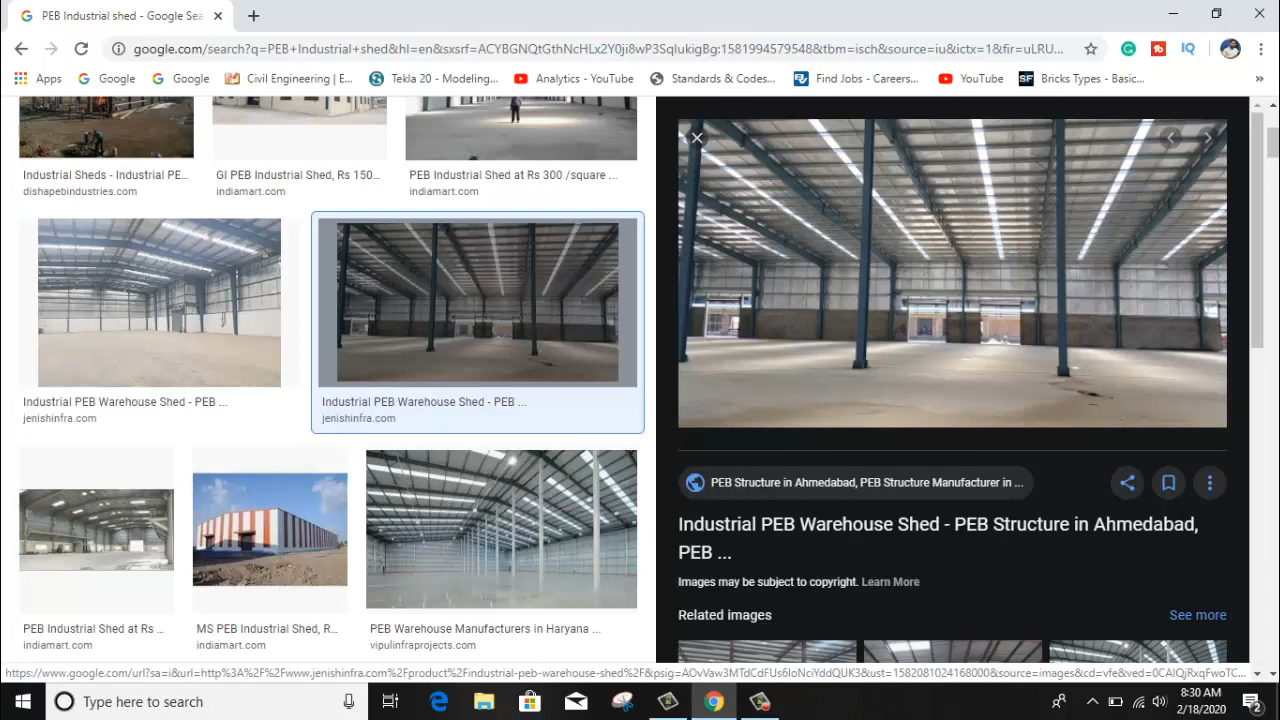 PEB Industrial shed - Google Sea
google.com/search?q=PEB+Industrial+shed&hl=en&sxsrf=ACYBGNQtGthNcHLx2Y0ji8wP3SqlukigBg:1581994579548&tbm=isch&source=iu&ictx=1&fir=uLRU...
Apps Google Google Civil Engineering | E... Tekla 20 - Modeling... Analytics - YouTube Standards & Codes... Find Jobs - Careers... YouTube SF Bricks Types - Basic... »
Industrial Sheds - Industrial PE...
dishapebindustries.com
GI PEB Industrial Shed, Rs 150...
indiamart.com
PEB Industrial Shed at Rs 300 /square ...
indiamart.com
Industrial PEB Warehouse Shed - PEB ...
jenishinfra.com
Industrial PEB Warehouse Shed - PEB ...
jenishinfra.com
PEB Industrial Shed at Rs ...
indiamart.com
MS PEB Industrial Shed, R...
indiamart.com
PEB Warehouse Manufacturers in Haryana ...
vipulinfraprojects.com
PEB Structure in Ahmedabad, PEB Structure Manufacturer in ...
Industrial PEB Warehouse Shed - PEB Structure in Ahmedabad,
PEB ...
Images may be subject to copyright. Learn More
Related images
See more
https://www.google.com/url?sa=i&url=http%3A%2F%2Fwww.jenishinfra.com%2Fproduct%2Findustrial-peb-warehouse-shed%2F&psig=AOvVaw3MTdCdFUs6IoNciYddQUK3&ust=1582081024168000&source=images&cd=vfe&ved=0CAIQjRxqFwoTC...
Type here to search
8:30 AM
2/18/2020
2